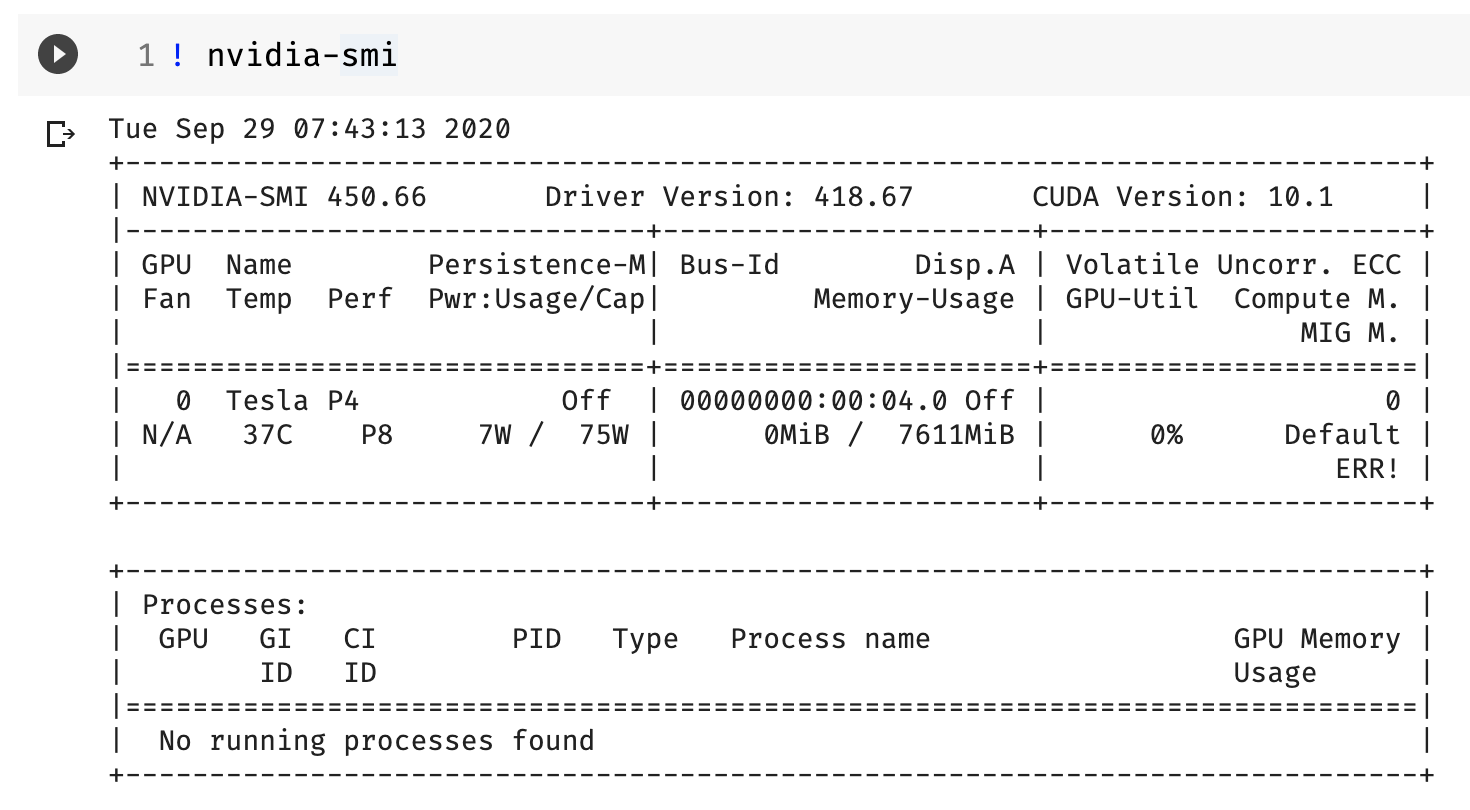 1 ! nvidia-smi
Tue Sep 29 07:43:13 2020
+-----------------------------------------------------------------------------+
| NVIDIA-SMI 450.66       Driver Version: 418.67       CUDA Version: 10.1     |
|-------------------------------+----------------------+----------------------+
| GPU  Name        Persistence-M| Bus-Id        Disp.A | Volatile Uncorr. ECC |
| Fan  Temp  Perf  Pwr:Usage/Cap|         Memory-Usage | GPU-Util  Compute M. |
|                               |                      |               MIG M. |
|===============================+======================+======================|
|   0  Tesla P4            Off  | 00000000:00:04.0 Off |                    0 |
| N/A   37C    P8     7W /  75W |      0MiB /  7611MiB |      0%      Default |
|                               |                      |                 ERR! |
+-------------------------------+----------------------+----------------------+

+-----------------------------------------------------------------------------+
| Processes:                                                                  |
|  GPU   GI   CI        PID   Type   Process name                  GPU Memory |
|        ID   ID                                                   Usage      |
|=============================================================================|
|  No running processes found                                                 |
+-----------------------------------------------------------------------------+